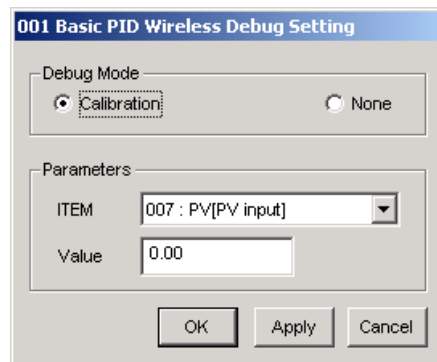 001 Basic PID Wireless Debug Setting
Debug Mode
Calibration None
Parameters
ITEM 007 : PV[PV input]
Value 0.00
OK Apply Cancel